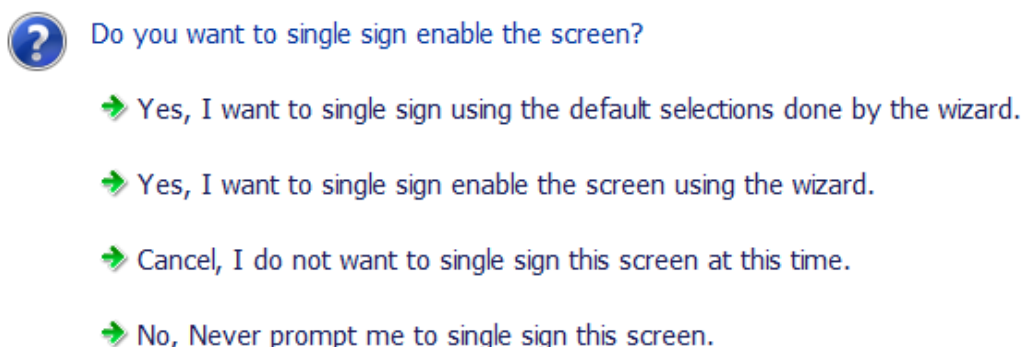 Do you want to single sign enable the screen?
Yes, I want to single sign using the default selections done by the wizard.
Yes, I want to single sign enable the screen using the wizard.
Cancel, I do not want to single sign this screen at this time.
No, Never prompt me to single sign this screen.